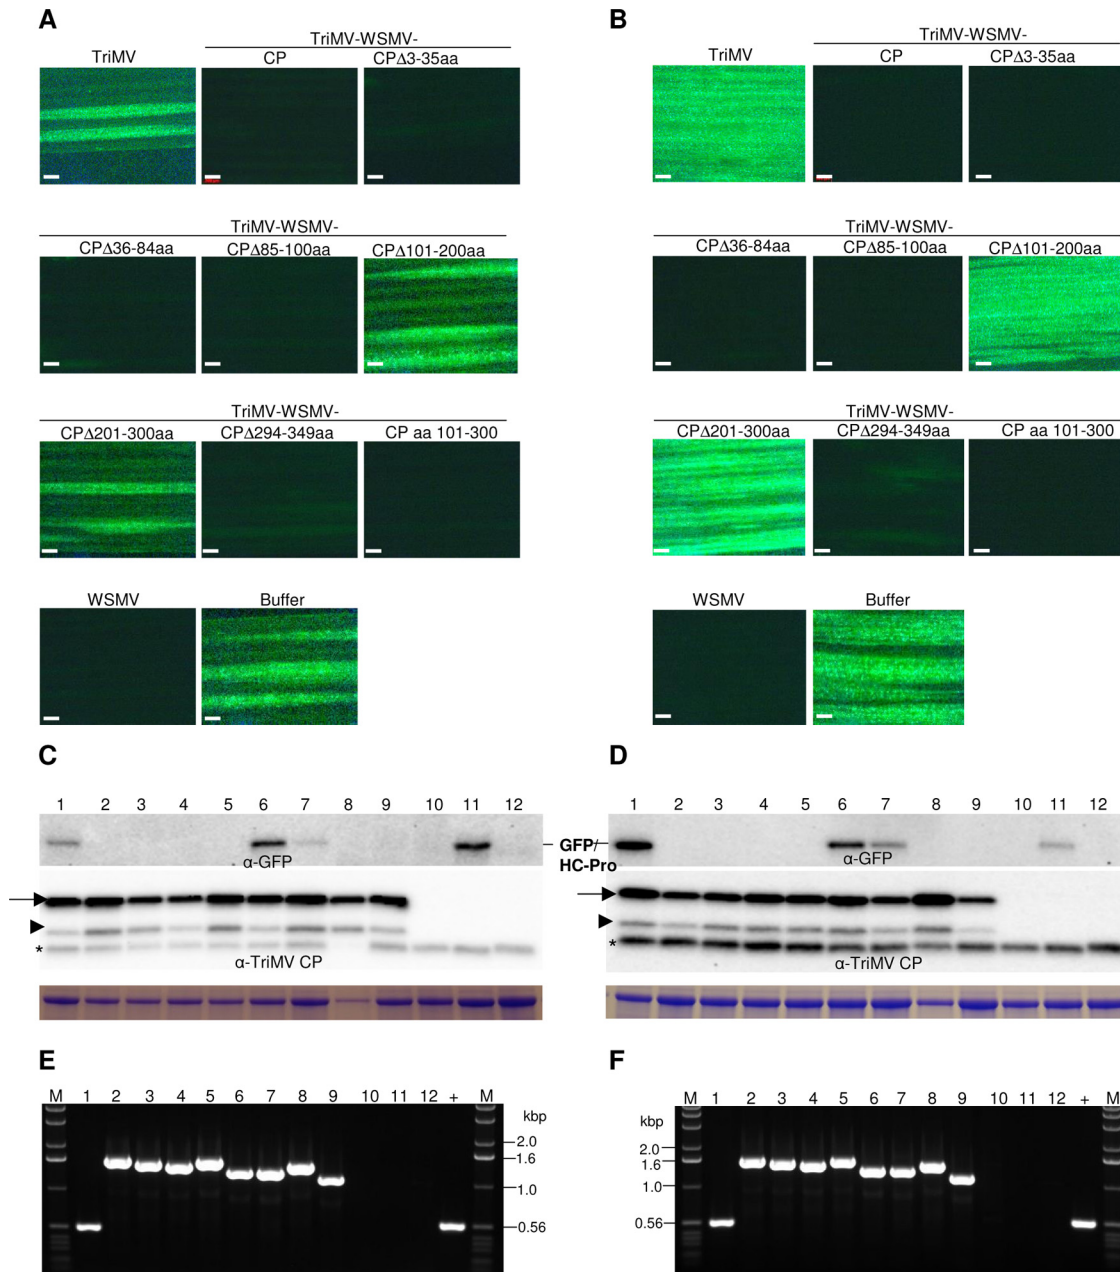 A
TriMV-WSMV-
TriMV CP CPΔ3-35aa
TriMV-WSMV-
CPΔ36-84aa CPΔ85-100aa CPΔ101-200aa
TriMV-WSMV-
CPΔ201-300aa CPΔ294-349aa CP aa 101-300
WSMV Buffer
B
TriMV-WSMV-
TriMV CP CPΔ3-35aa
TriMV-WSMV-
CPΔ36-84aa CPΔ85-100aa CPΔ101-200aa
TriMV-WSMV-
CPΔ201-300aa CPΔ294-349aa CP aa 101-300
WSMV Buffer
C
1 2 3 4 5 6 7 8 9 10 11 12
α-GFP
GFP/
HC-Pro
*
α-TriMV CP
D
1 2 3 4 5 6 7 8 9 10 11 12
α-GFP
*
α-TriMV CP
E
M 1 2 3 4 5 6 7 8 9 10 11 12 + M
kbp
2.0
1.6
1.0
0.56
F
M 1 2 3 4 5 6 7 8 9 10 11 12 + M
kbp
2.0
1.6
1.0
0.56